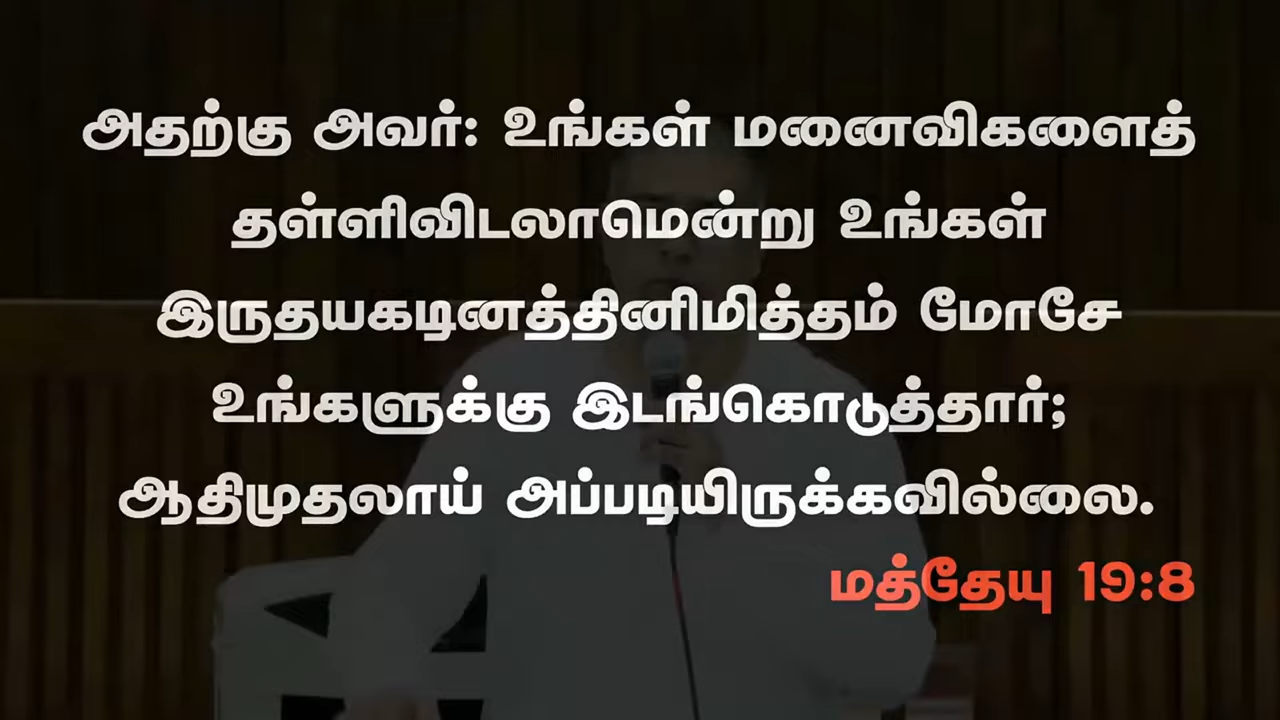 அதற்கு அவர்: உங்கள் மனைவிகளைத்
தள்ளிவிடலாமென்று உங்கள்
இருதயகடினத்தினிமித்தம் மோசே
உங்களுக்கு இடங்கொடுத்தார்;
ஆதிமுதலாய் அப்படியிருக்கவில்லை.
மத்தேயு 19:8